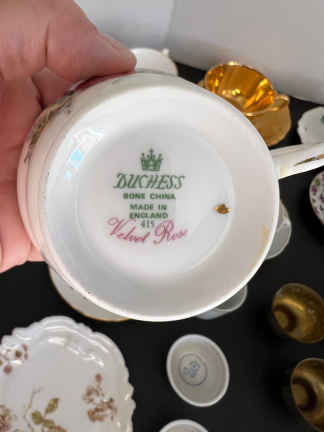 DUCHESS
BONE CHINA
MADE IN
ENGLAND
415
Velvet Rose